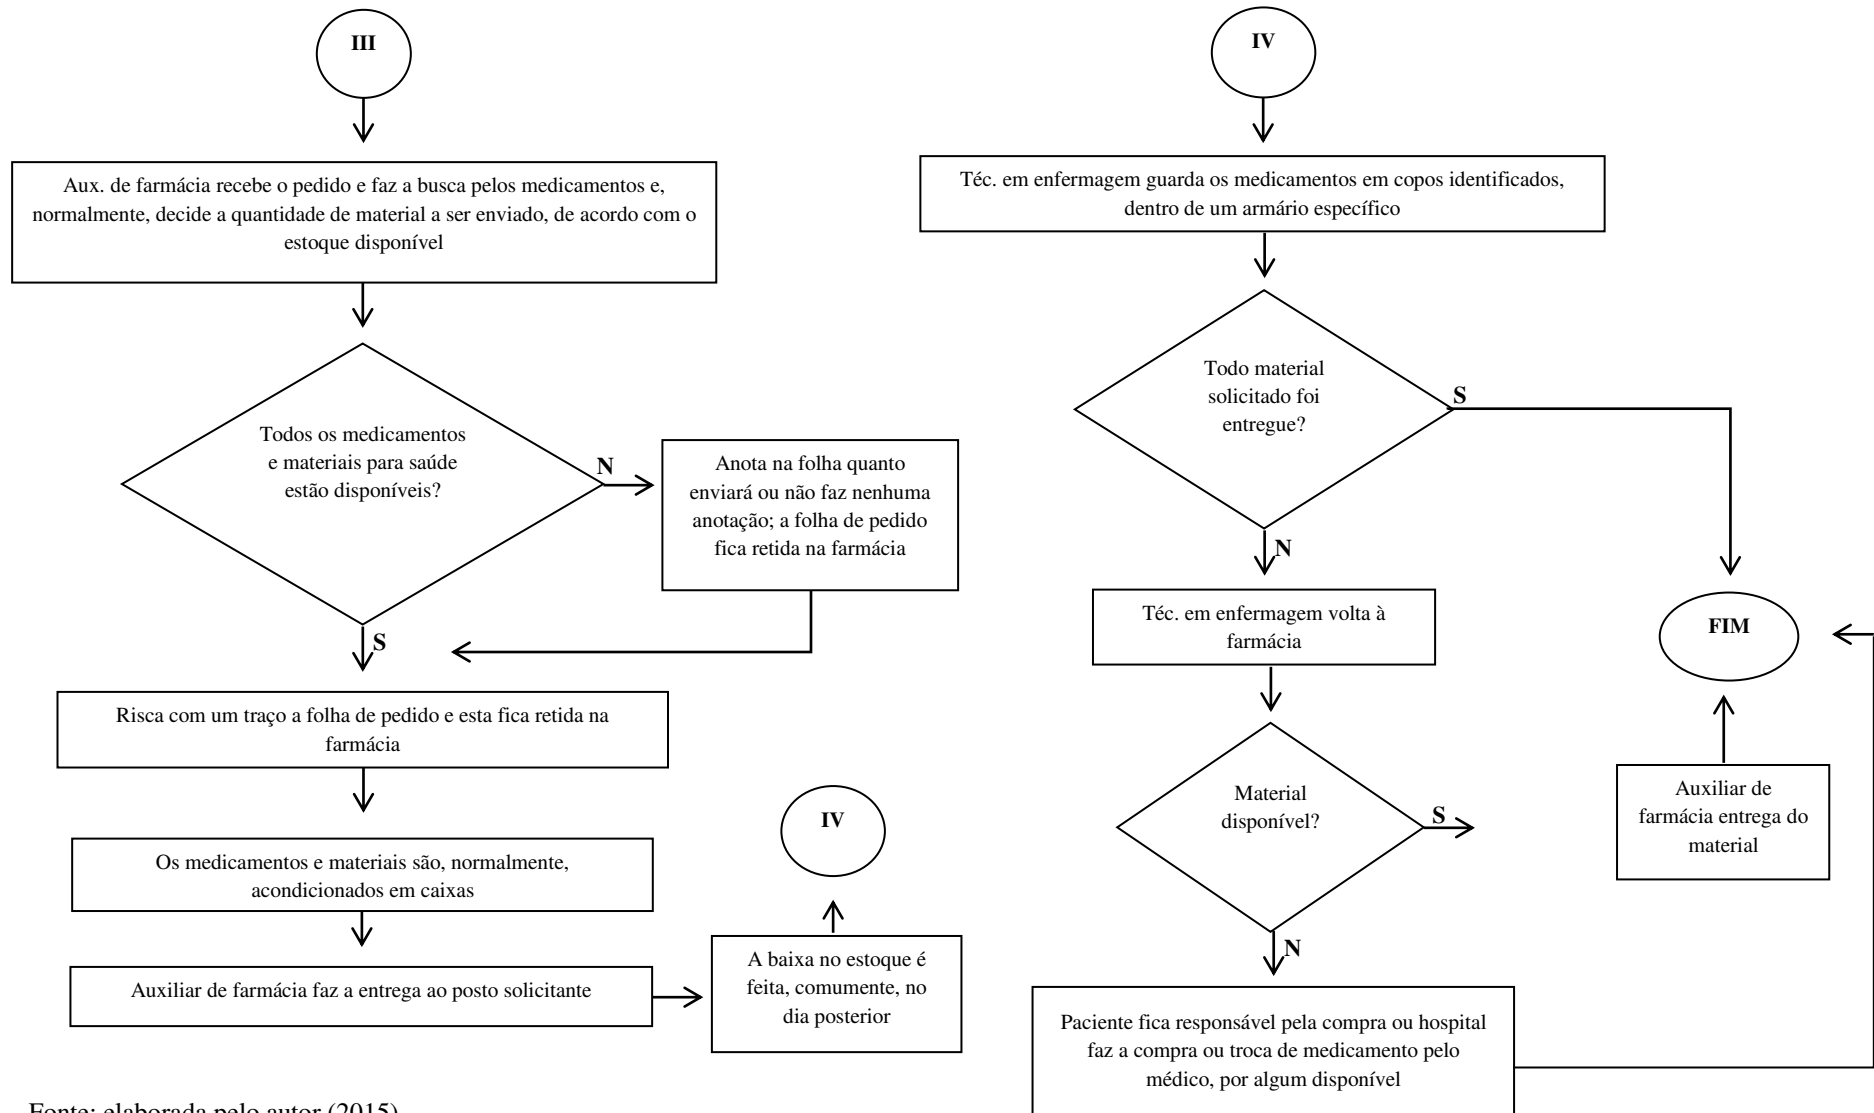 III
Aux. de farmácia recebe o pedido e faz a busca pelos medicamentos e,
normalmente, decide a quantidade de material a ser enviado, de acordo com o
estoque disponível
Todos os medicamentos
e materiais para saúde
estão disponíveis?
N
Anota na folha quanto
enviará ou não faz nenhuma
anotação; a folha de pedido
fica retida na farmácia
S
Risca com um traço a folha de pedido e esta fica retida na
farmácia
Os medicamentos e materiais são, normalmente,
acondicionados em caixas
Auxiliar de farmácia faz a entrega ao posto solicitante
A baixa no estoque é
feita, comumente, no
dia posterior
IV
IV
Téc. em enfermagem guarda os medicamentos em copos identificados,
dentro de um armário específico
Todo material
solicitado foi
entregue?
S
N
Téc. em enfermagem volta à
farmácia
Material
disponível?
S
N
Paciente fica responsável pela compra ou hospital
faz a compra ou troca de medicamento pelo
médico, por algum disponível
Auxiliar de
farmácia entrega do
material
FIM
Fonte: elaborada pelo autor (2015)